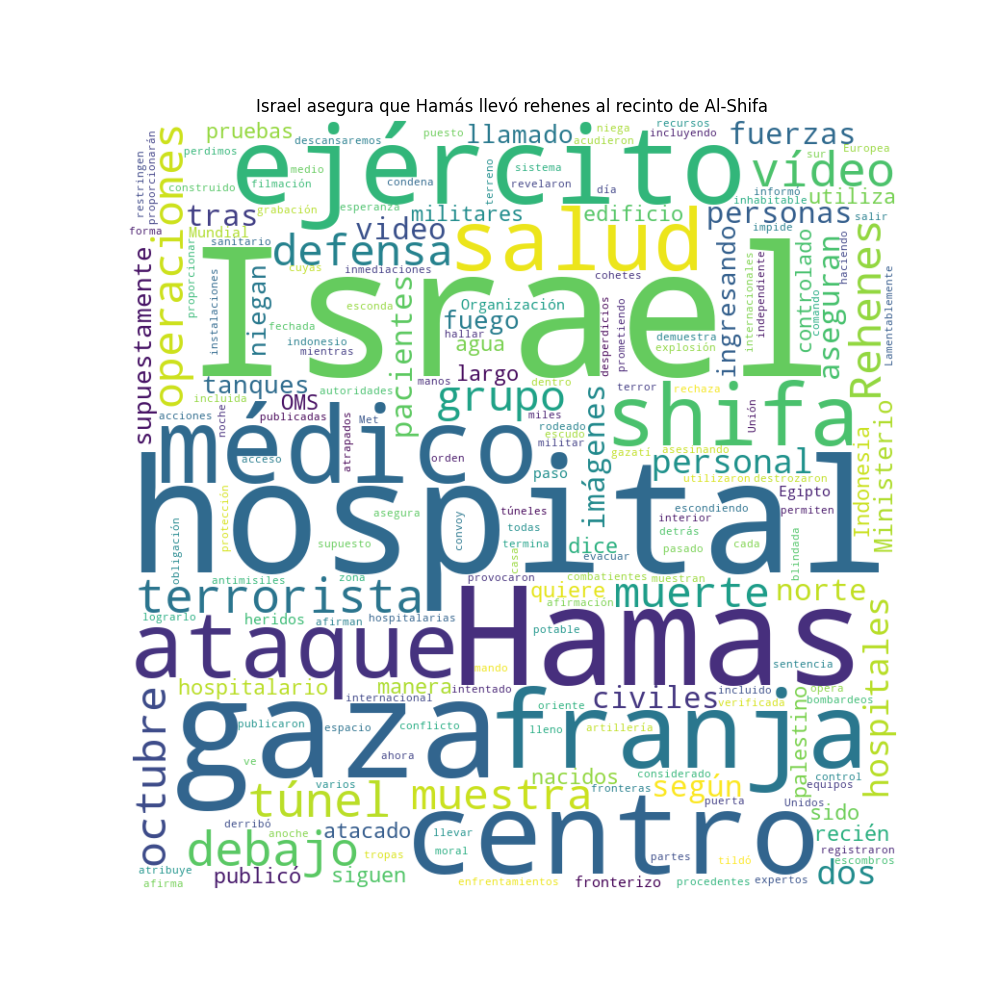 Israel asegura que Hamás llevó rehenes al recinto de Al-Shifa
restringen
proporcionarán
operaciones
pruebas
perdimos
descansaremos
ejército
puesto
llamado
acudieron
niega
recursos
incluyendo
fuerzas
Europea
sur
vídeo
construido
filmación
medio
condena
terreno
sistema
revelaron
día
informó
inhabitable
utiliza
forma
tras
grabación
esperanza
militares
edificio
personas
salir
Mundial
sanitario
video
salud
impide
defensa
cuyas
inmediaciones
cohetes
ingresando
internacionales
independiente
controlado
comando
aseguran
haciendo
Rehenes
Lamentablemente
supuestamente
proporcionar
instalaciones
niegan
Israel
fechada
indonesio
mientras
esconda
pacientes
Organización
fuego
hallar
agua
desperdicios
prometiendo
demuestra
explosión
tanques
incluida
OMS
autoridades
publicadas
largo
manos
dentro
grupo
imágenes
terror
rechaza
shifa
Unión
acciones
noche
médico
atrapados
Met
acceso
orden
miles
rodeado
escudo
militar
gazatí
asesinando
personal
utilizaron
destrozaron
Indonesia
Ministerio
paso
Egipto
permiten
hospital
protección
obligación
asegura
supuesto
convoy
túneles
todas
termina
escondiendo
interior
detrás
pasado
cada
blindada
dice
casa
evacuar
antimisiles
zona
provocaron
combatientes
muestran
terrorista
quiere
afirmación
muerte
norte
lograrlo
heridos
afirman
hospitalarias
potable
ataque
Hamas
hospitales
mando
sentencia
hospitalario
manera
intentado
internacional
civiles
incluido
verificada
ópera
bombardeos
palestino
octubre
gaza
franja
publicaron
espacio
conflicto
oriente
lleno
artillería
ve
ahora
varios
nacidos
considerado
fronteras
según
control
equipos
túnel
muestra
puerta
Unidos
sido
derribó
anoche
atacado
llevar
moral
centro
recién
registraron
debajo
atribuye
afirma
tropas
partes
tildó
escombros
publicó
siguen
enfrentamientos
fronterizo
procedentes
expertos
dos